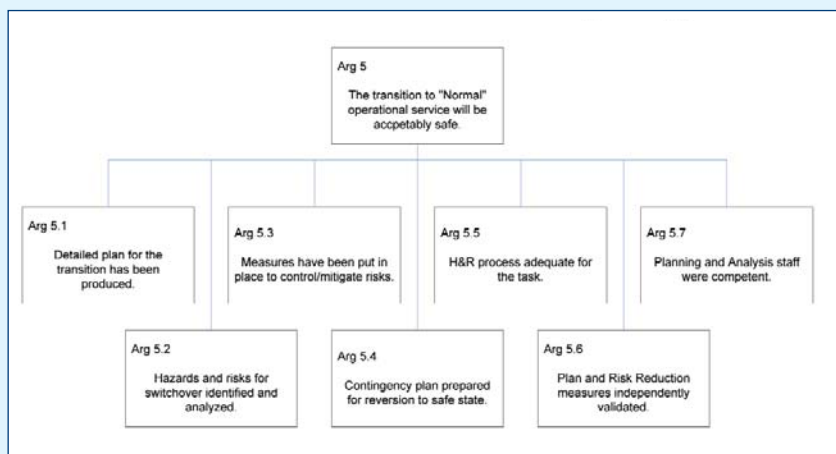 Arg 5
The transition to "Normal"
operational service will be
accpetably safe.
Arg 5.1
Detailed plan for the
transition has been
produced.
Arg 5.3
Measures have been put in
place to control/mitigate risks.
Arg 5.5
H&R process adequate for
the task.
Arg 5.7
Planning and Analysis staff
were competent.
Arg 5.2
Hazards and risks for
switchover identified and
analyzed.
Arg 5.4
Contingency plan prepared
for reversion to safe state.
Arg 5.6
Plan and Risk Reduction
measures independently
validated.